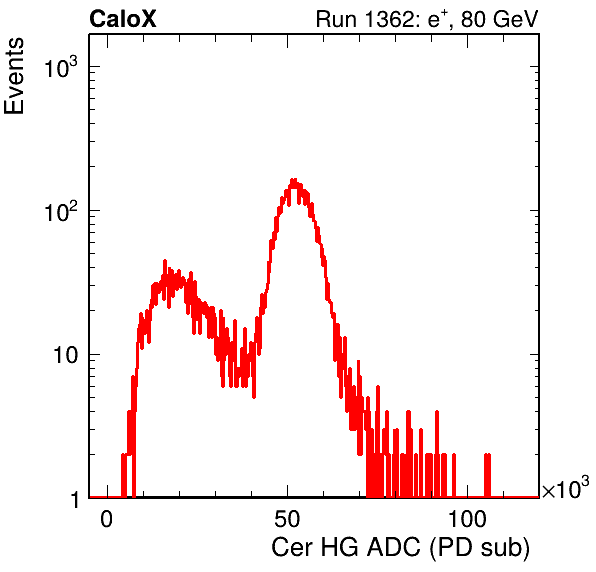 CaloX
Run 1362: e⁺, 80 GeV
Events
10³
10²
10
1
0
50
100
×10³
Cer HG ADC (PD sub)